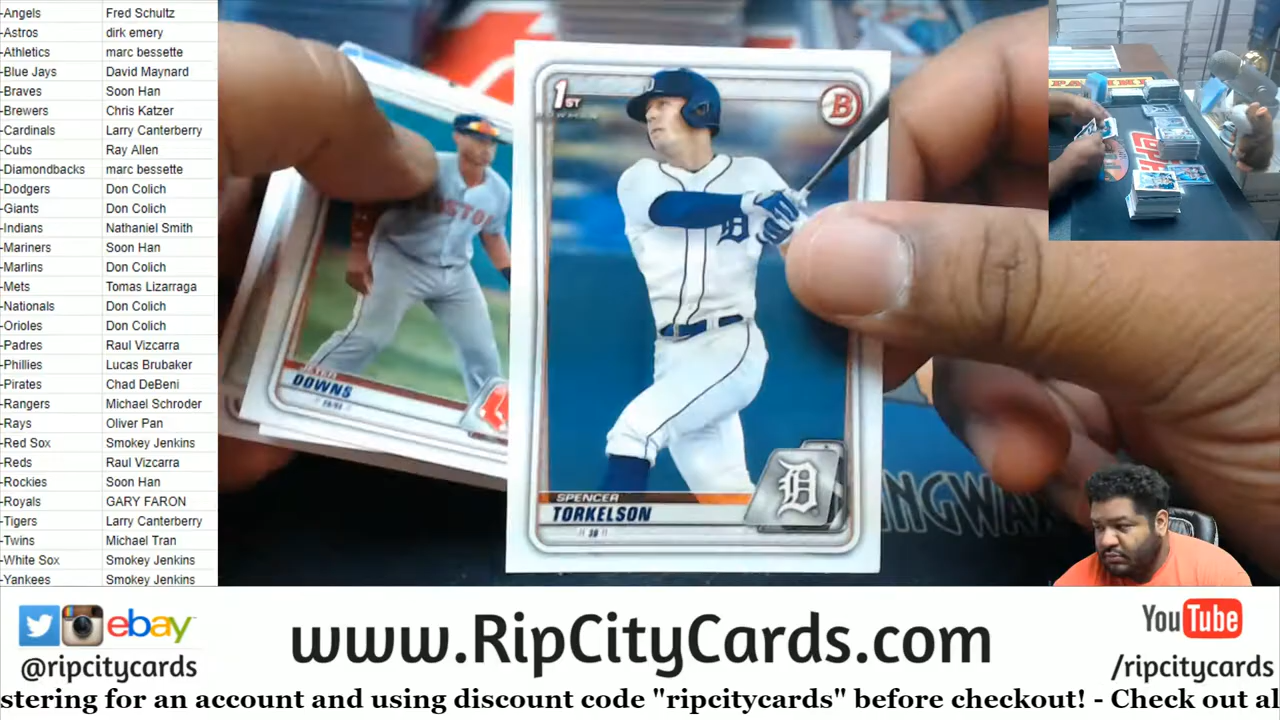 -Angels Fred Schultz
-Astros dirk emery
-Athletics marc bessette
-Blue Jays David Maynard
-Braves Soon Han
-Brewers Chris Katzer
-Cardinals Larry Canterberry
-Cubs Ray Allen
-Diamondbacks marc bessette
-Dodgers Don Colich
-Giants Don Colich
-Indians Nathaniel Smith
-Mariners Soon Han
-Marlins Don Colich
-Mets Tomas Lizarraga
-Nationals Don Colich
-Orioles Don Colich
-Padres Raul Vizcarra
-Phillies Lucas Brubaker
-Pirates Chad DeBeni
-Rangers Michael Schroder
-Rays Oliver Pan
-Red Sox Smokey Jenkins
-Reds Raul Vizcarra
-Rockies Soon Han
-Royals GARY FARON
-Tigers Larry Canterberry
-Twins Michael Tran
-White Sox Smokey Jenkins
-Yankees Smokey Jenkins
1ST
BOWMAN
B
D
SPENCER
TORKELSON
3B
JETER
DOWNS
PANINI
ebay
@ripcitycards
www.RipCityCards.com
YouTube
/ripcitycards
stering for an account and using discount code "ripcitycards" before checkout! - Check out al